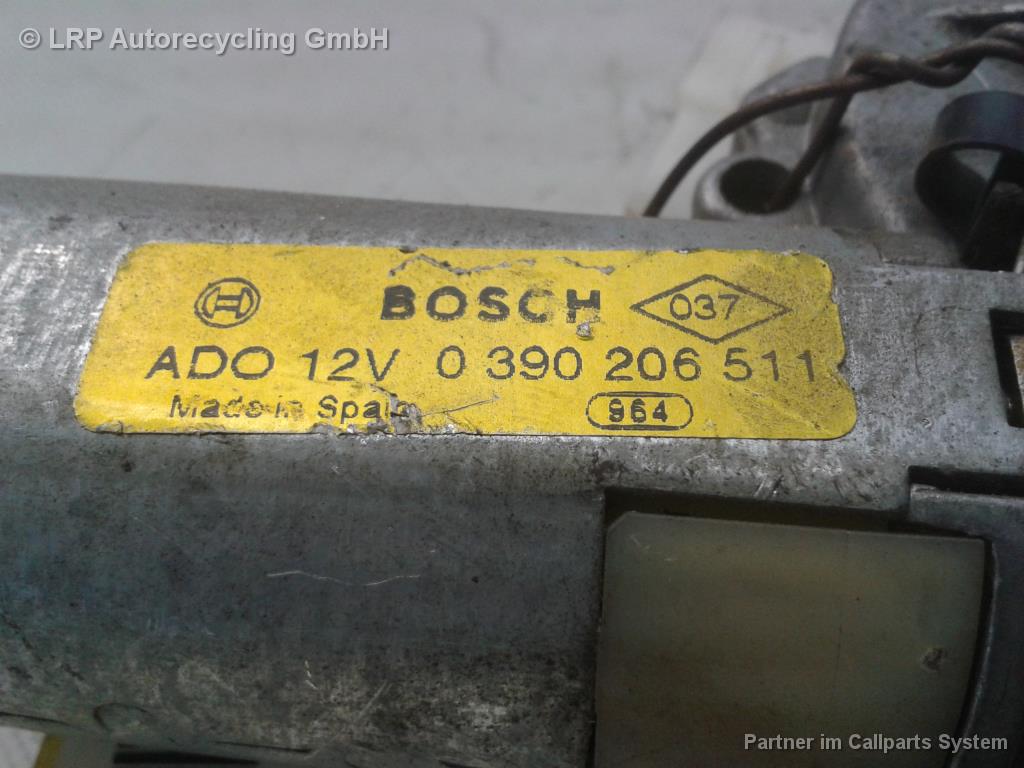 © LRP Autorecycling GmbH
BOSCH 037
ADO 12V 0 390 206 511
Made in Spain 964
Partner im Callparts System